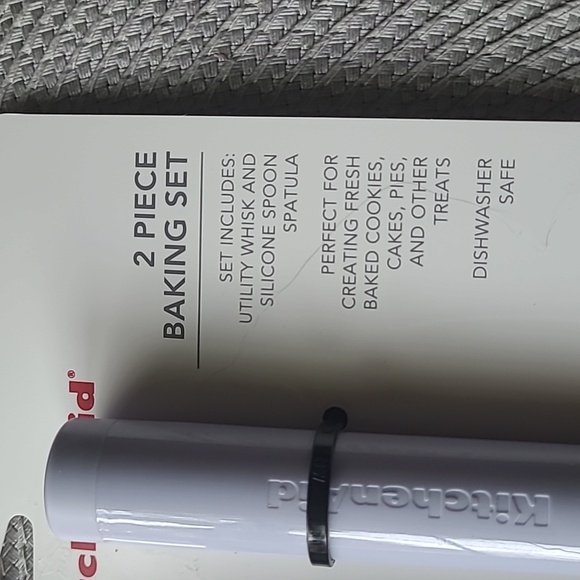 2 PIECE
BAKING SET
SET INCLUDES:
UTILITY WHISK AND
SILICONE SPOON
SPATULA
PERFECT FOR
CREATING FRESH
BAKED COOKIES,
CAKES, PIES,
AND OTHER
TREATS
DISHWASHER
SAFE
KitchenAid